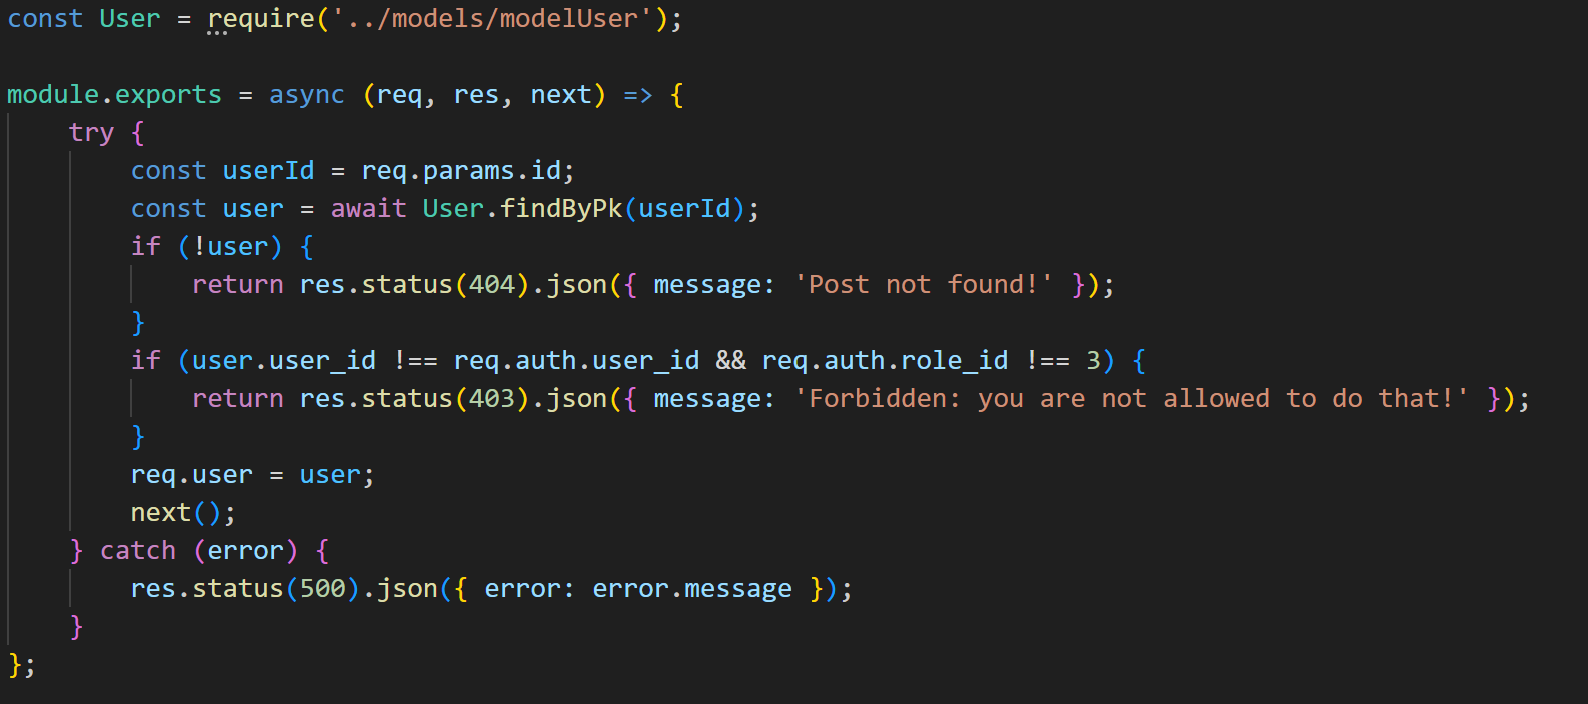 const User = require('../models/modelUser');

module.exports = async (req, res, next) => {
    try {
        const userId = req.params.id;
        const user = await User.findByPk(userId);
        if (!user) {
            return res.status(404).json({ message: 'Post not found!' });
        }
        if (user.user_id !== req.auth.user_id && req.auth.role_id !== 3) {
            return res.status(403).json({ message: 'Forbidden: you are not allowed to do that!' });
        }
        req.user = user;
        next();
    } catch (error) {
        res.status(500).json({ error: error.message });
    }
};